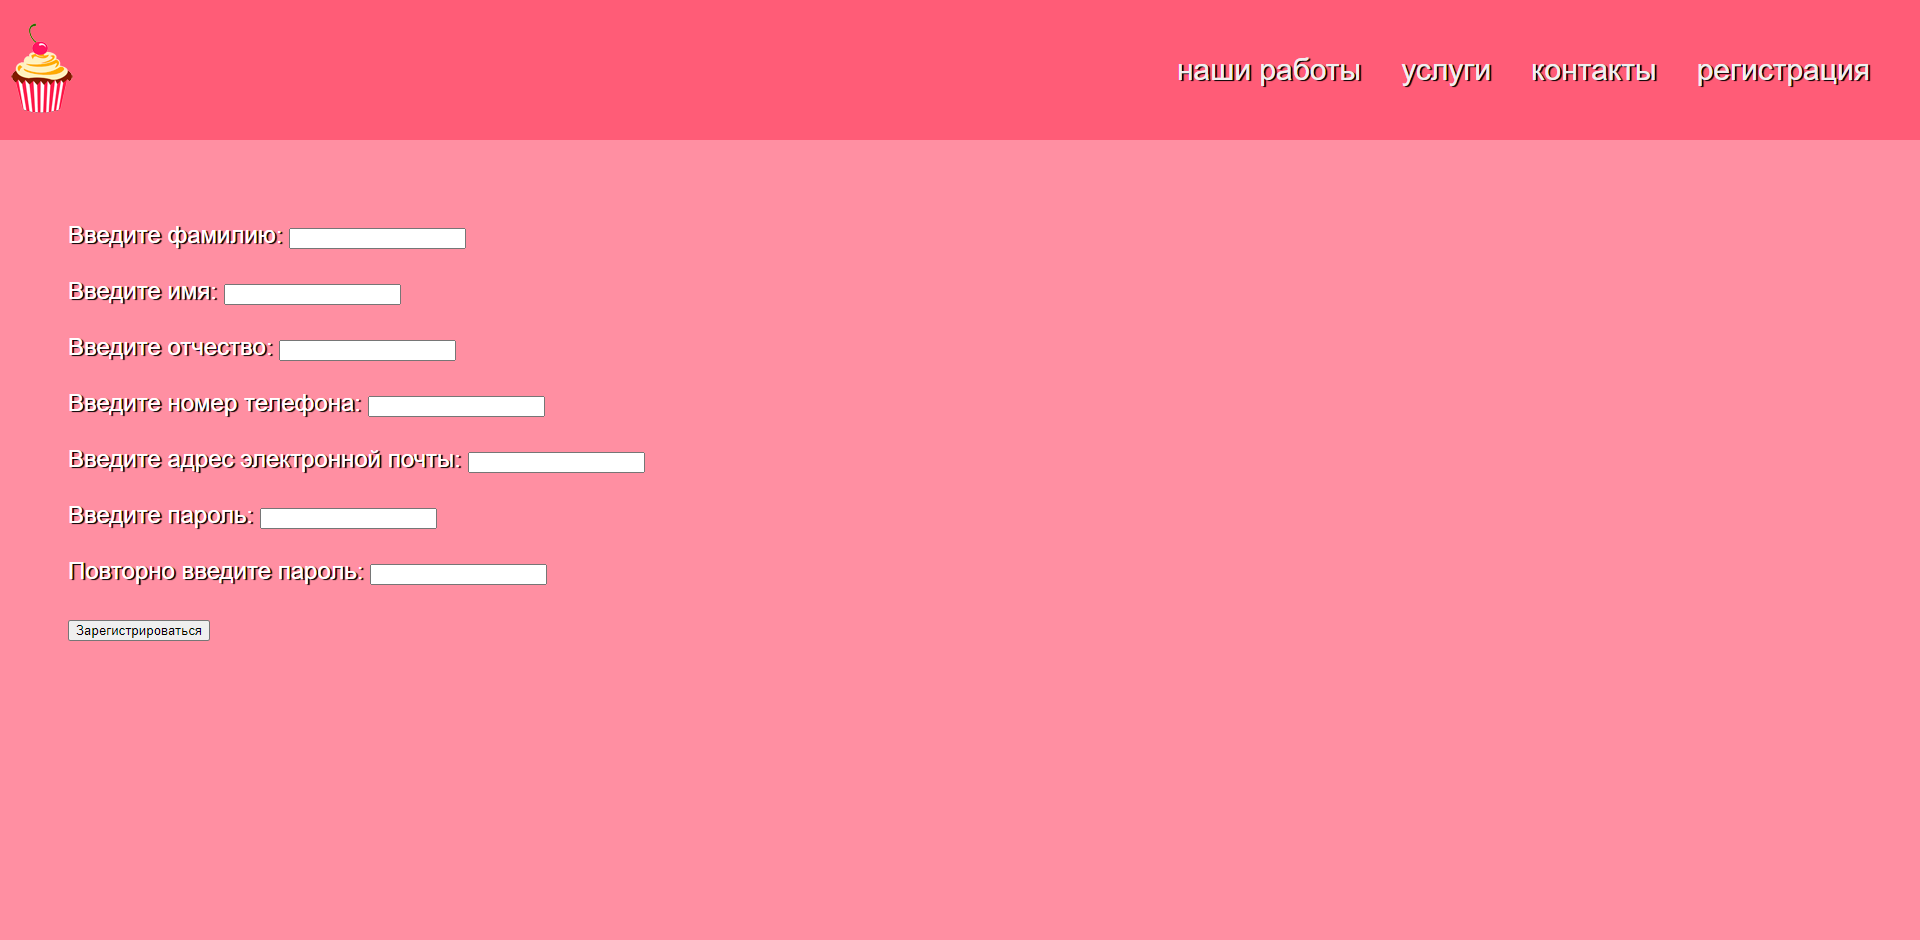 наши работы услуги контакты регистрация
Введите фамилию:
Введите имя:
Введите отчество:
Введите номер телефона:
Введите адрес электронной почты:
Введите пароль:
Повторно введите пароль:
Зарегистрироваться